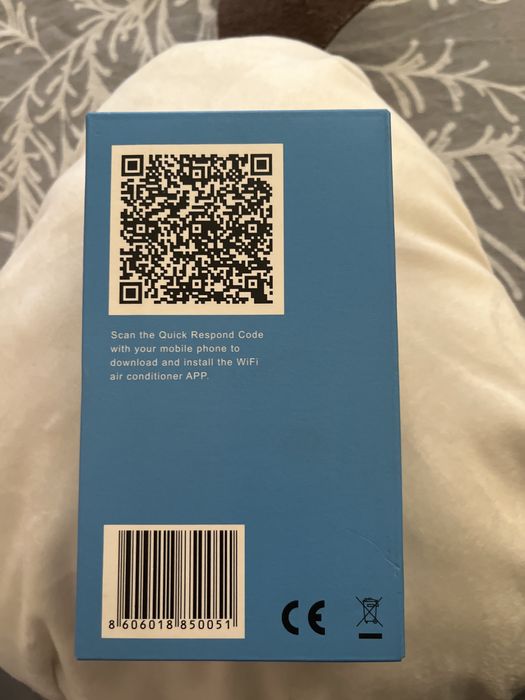 Scan the Quick Respond Code
with your mobile phone to
download and install the WiFi
air conditioner APP.
8 606018 850051
CE